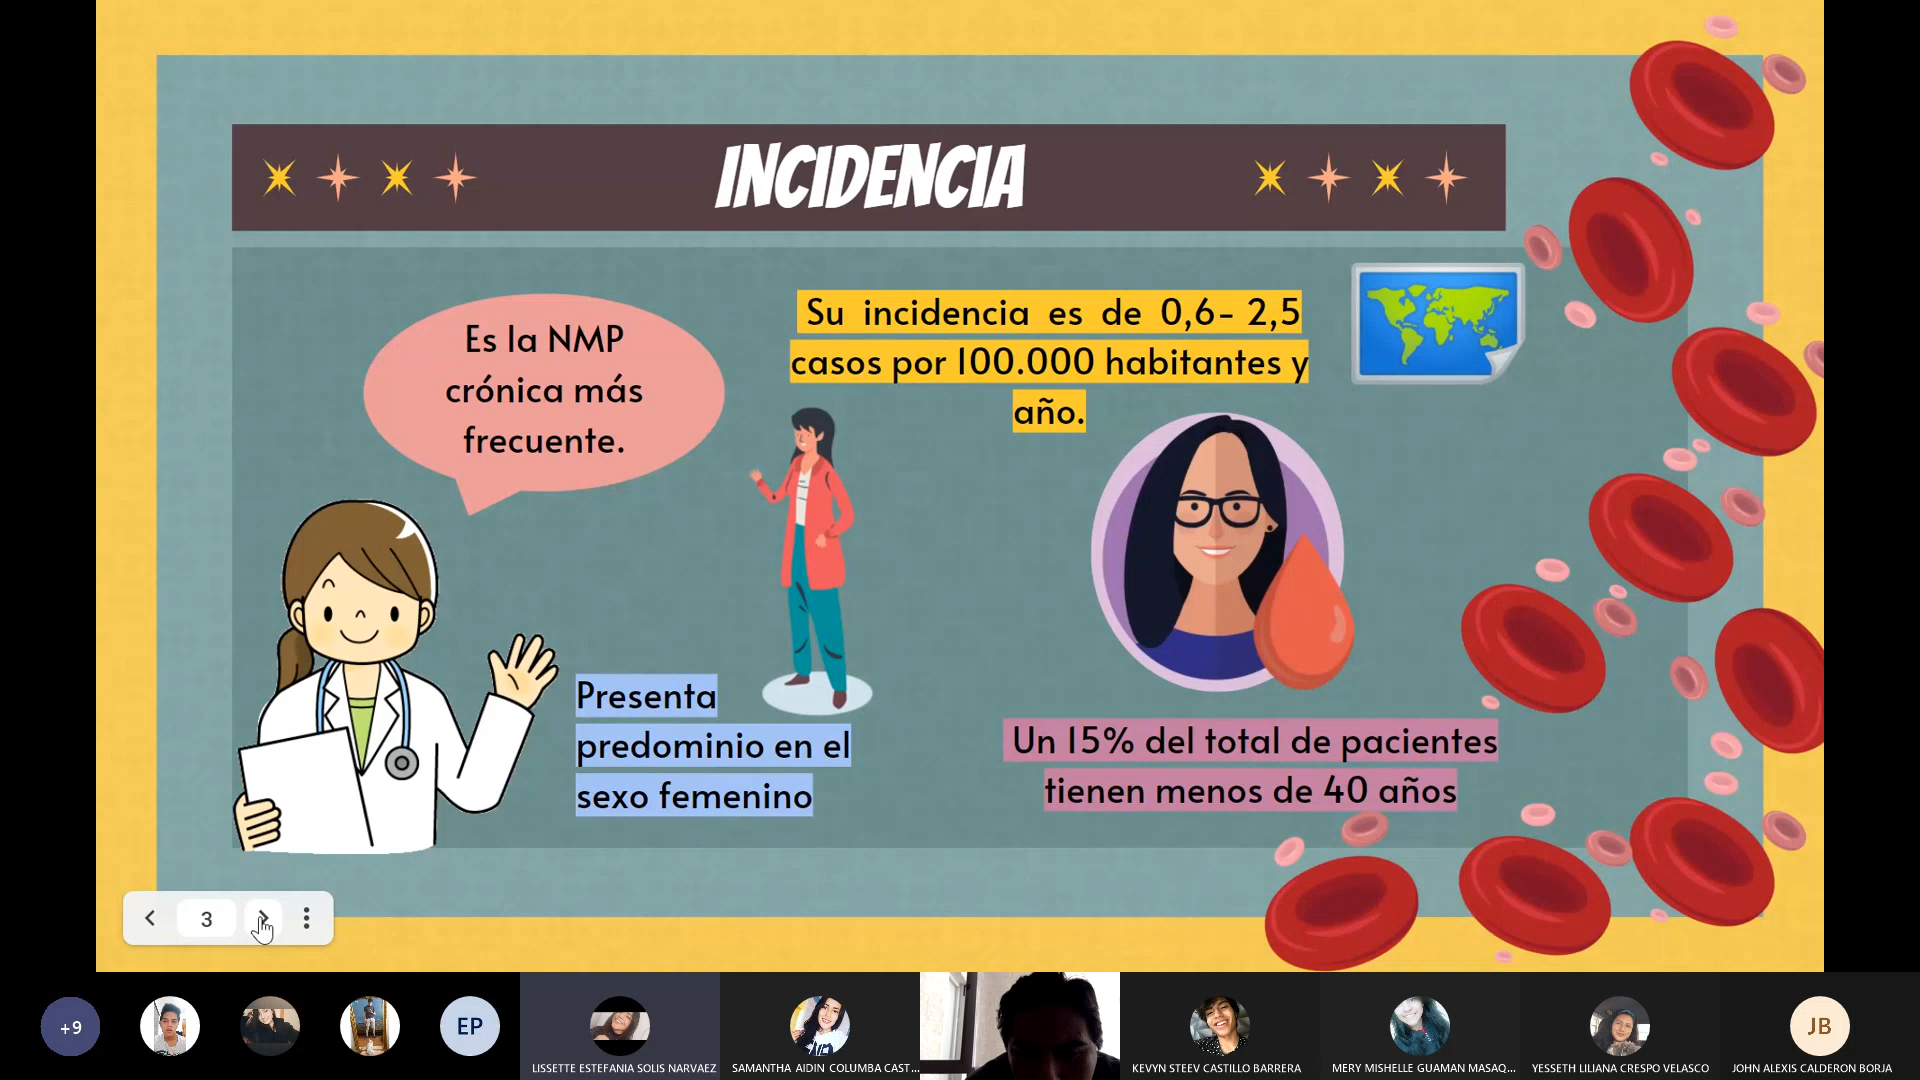 INCIDENCIA
Es la NMP
crónica más
frecuente.
Su incidencia es de 0,6- 2,5
casos por 100.000 habitantes y
año.
Presenta
predominio en el
sexo femenino
Un 15% del total de pacientes
tienen menos de 40 años
3
+9
EP
LISSETTE ESTEFANIA SOLIS NARVAEZ
SAMANTHA AIDIN COLUMBA CAST...
KEVYN STEEV CASTILLO BARRERA
MERY MISHELLE GUAMAN MASAQ...
YESSETH LILIANA CRESPO VELASCO
JB
JOHN ALEXIS CALDERON BORJA